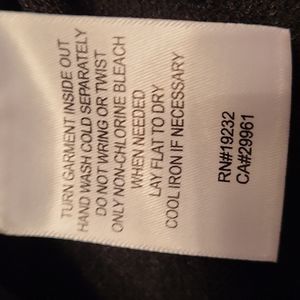 TURN GARMENT INSIDE OUT
HAND WASH COLD SEPARATELY
DO NOT WRING OR TWIST
ONLY NON-CHLORINE BLEACH
WHEN NEEDED
LAY FLAT TO DRY
COOL IRON IF NECESSARY
RN#19232
CA#29961